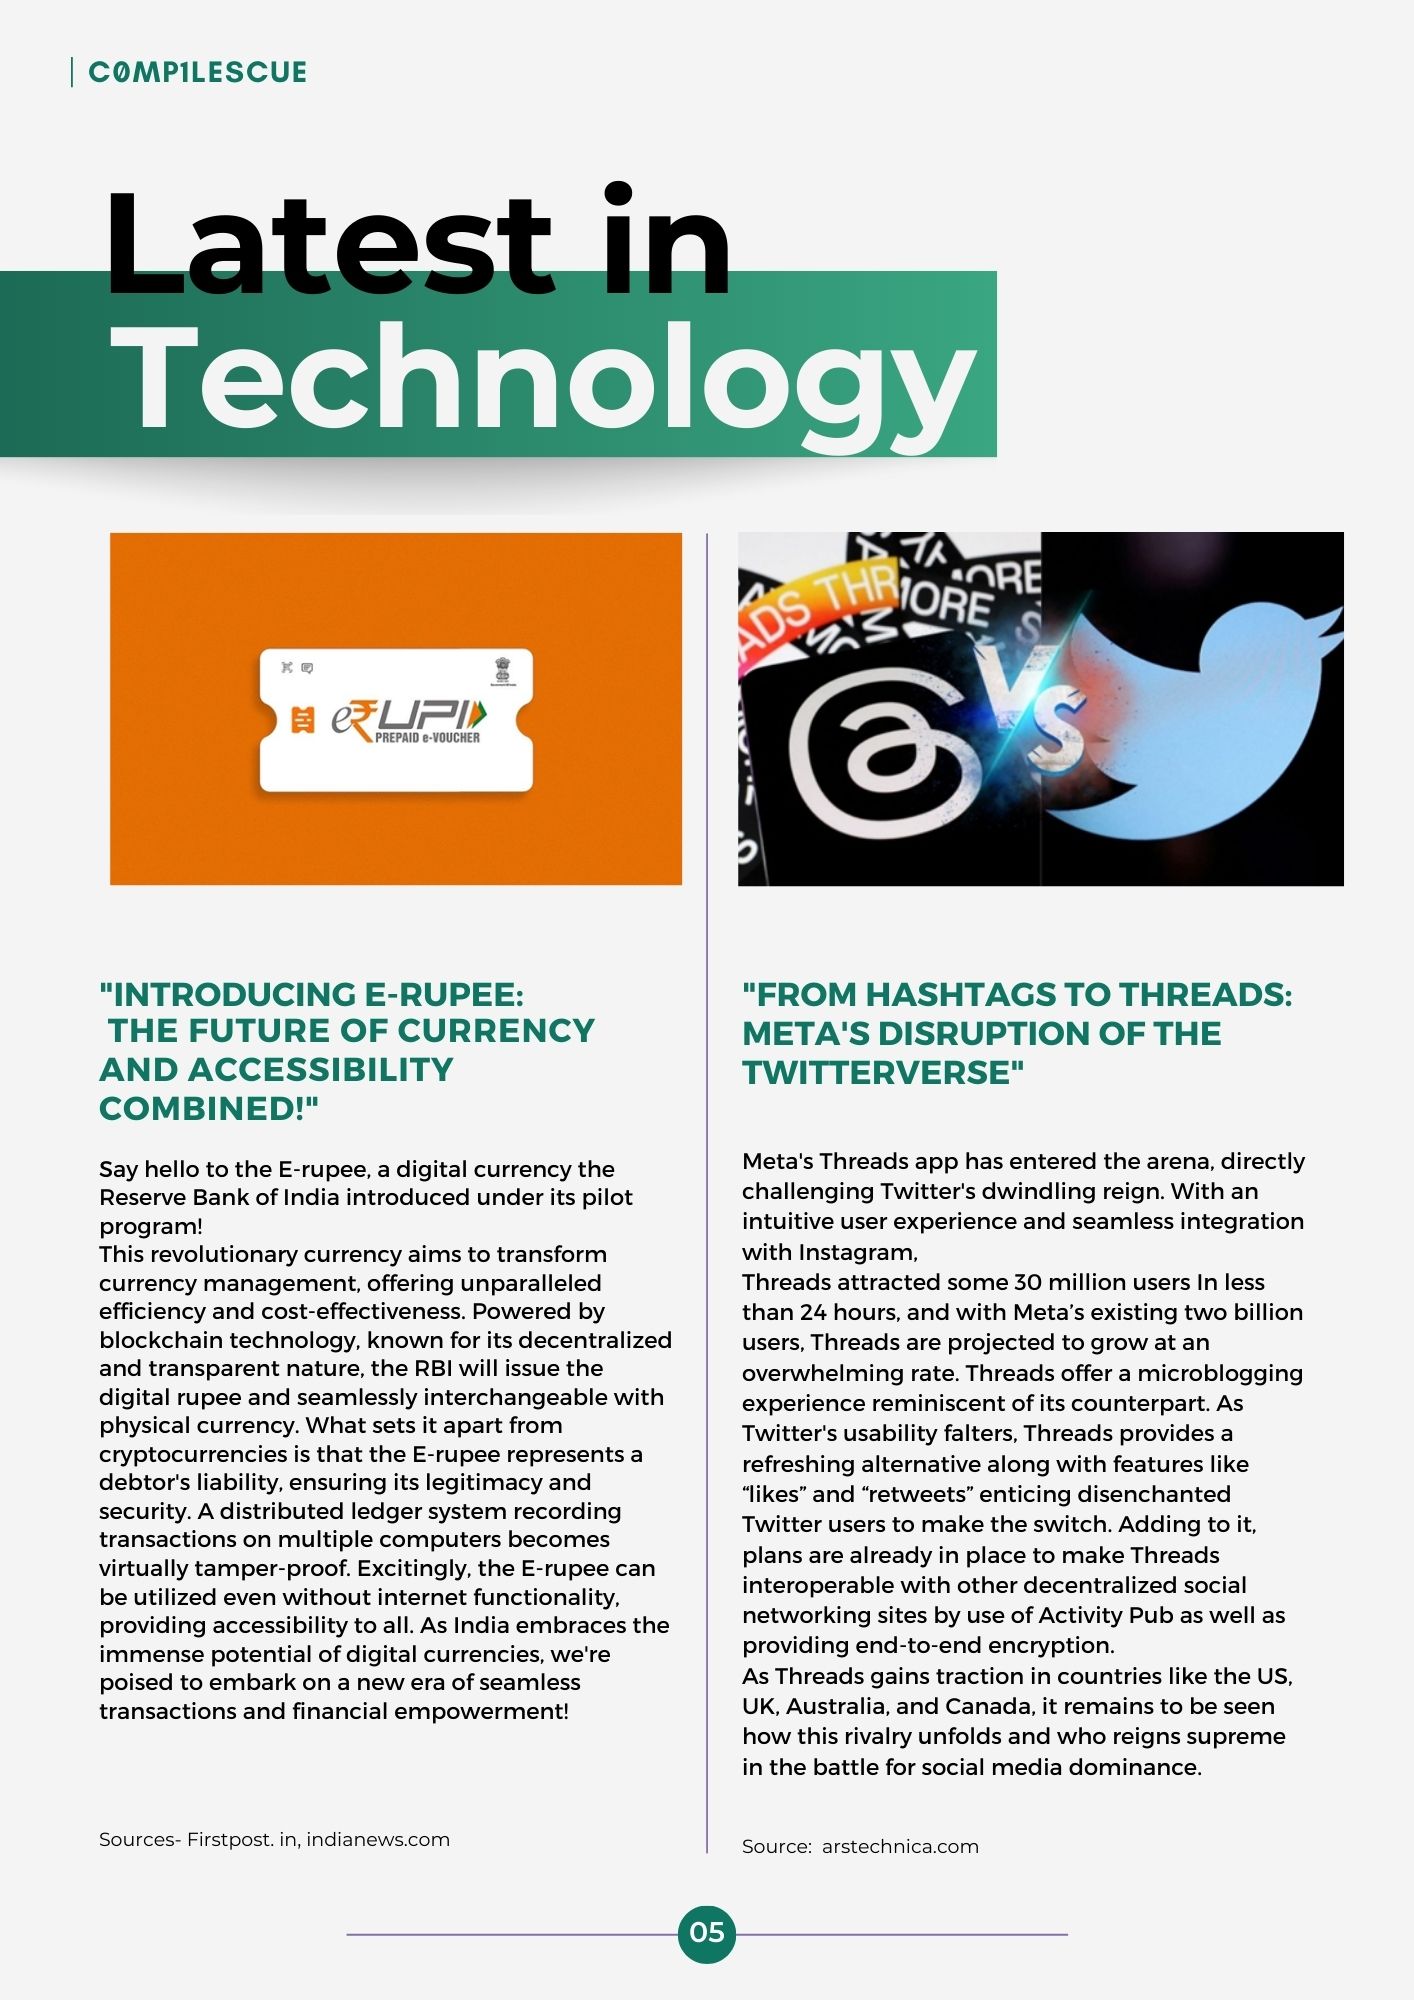 C0MP1LESCUE
Latest in
Technology
eRUPI
PREPAID e-VOUCHER
ADS THR
MORE
MORE
VS
"INTRODUCING E-RUPEE:
THE FUTURE OF CURRENCY
AND ACCESSIBILITY
COMBINED!"
Say hello to the E-rupee, a digital currency the
Reserve Bank of India introduced under its pilot
program!
This revolutionary currency aims to transform
currency management, offering unparalleled
efficiency and cost-effectiveness. Powered by
blockchain technology, known for its decentralized
and transparent nature, the RBI will issue the
digital rupee and seamlessly interchangeable with
physical currency. What sets it apart from
cryptocurrencies is that the E-rupee represents a
debtor's liability, ensuring its legitimacy and
security. A distributed ledger system recording
transactions on multiple computers becomes
virtually tamper-proof. Excitingly, the E-rupee can
be utilized even without internet functionality,
providing accessibility to all. As India embraces the
immense potential of digital currencies, we're
poised to embark on a new era of seamless
transactions and financial empowerment!
Sources- Firstpost. in, indianews.com
"FROM HASHTAGS TO THREADS:
META'S DISRUPTION OF THE
TWITTERVERSE"
Meta's Threads app has entered the arena, directly
challenging Twitter's dwindling reign. With an
intuitive user experience and seamless integration
with Instagram,
Threads attracted some 30 million users In less
than 24 hours, and with Meta’s existing two billion
users, Threads are projected to grow at an
overwhelming rate. Threads offer a microblogging
experience reminiscent of its counterpart. As
Twitter's usability falters, Threads provides a
refreshing alternative along with features like
“likes” and “retweets” enticing disenchanted
Twitter users to make the switch. Adding to it,
plans are already in place to make Threads
interoperable with other decentralized social
networking sites by use of Activity Pub as well as
providing end-to-end encryption.
As Threads gains traction in countries like the US,
UK, Australia, and Canada, it remains to be seen
how this rivalry unfolds and who reigns supreme
in the battle for social media dominance.
Source:  arstechnica.com
05